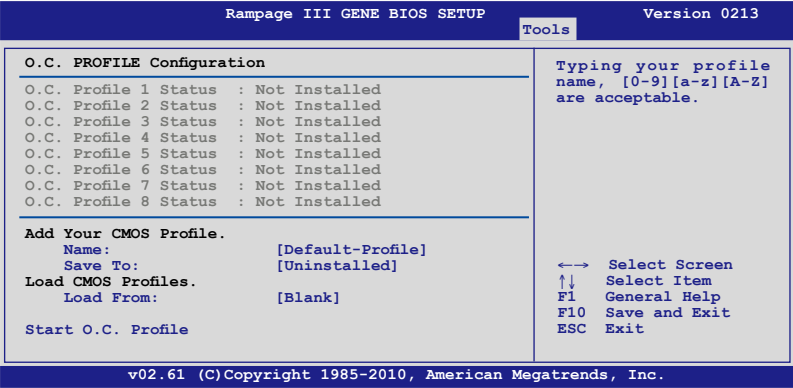 Rampage III GENE BIOS SETUP Version 0213
Tools
O.C. PROFILE Configuration
O.C. Profile 1 Status : Not Installed
O.C. Profile 2 Status : Not Installed
O.C. Profile 3 Status : Not Installed
O.C. Profile 4 Status : Not Installed
O.C. Profile 5 Status : Not Installed
O.C. Profile 6 Status : Not Installed
O.C. Profile 7 Status : Not Installed
O.C. Profile 8 Status : Not Installed
Add Your CMOS Profile.
Name: [Default-Profile]
Save To: [Uninstalled]
Load CMOS Profiles.
Load From: [Blank]
Start O.C. Profile
Typing your profile
name, [0-9][a-z][A-Z]
are acceptable.
←→ Select Screen
↑↓ Select Item
F1 General Help
F10 Save and Exit
ESC Exit
v02.61 (C)Copyright 1985-2010, American Megatrends, Inc.